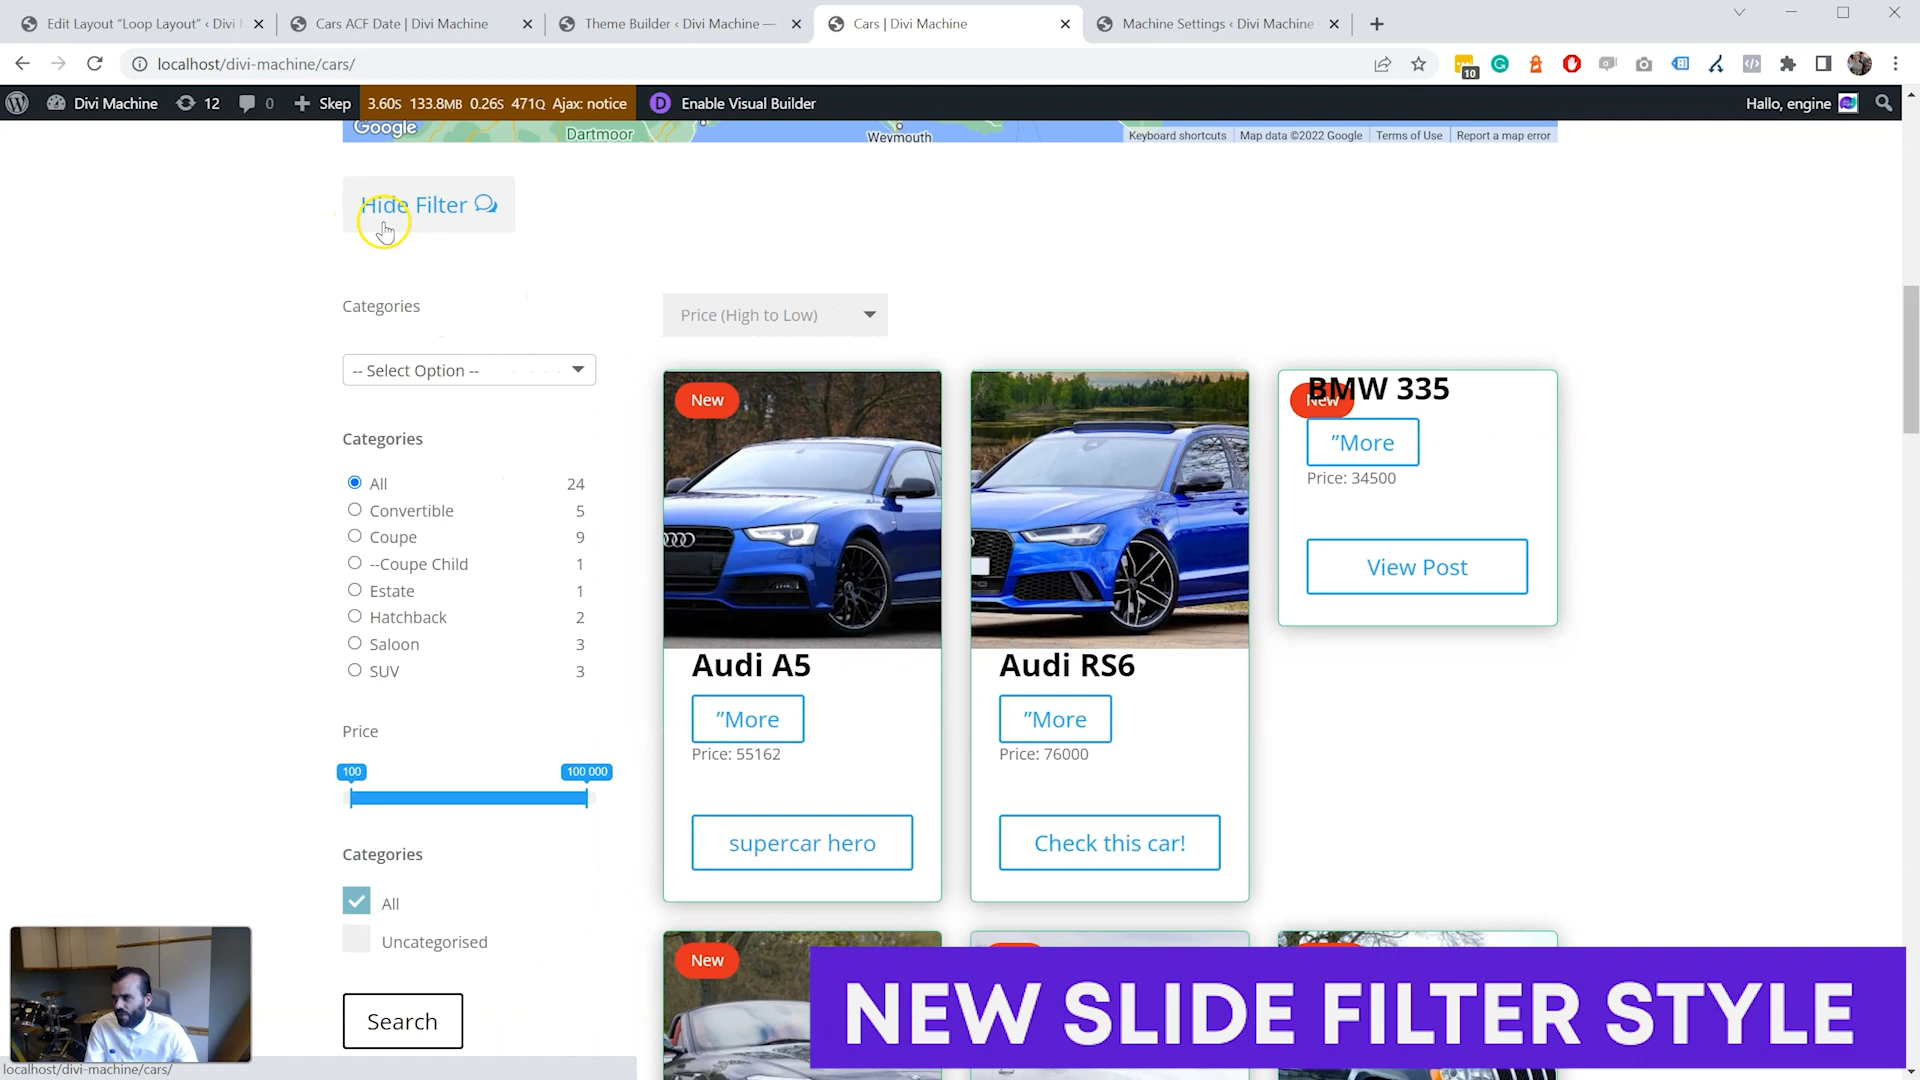 Edit Layout “Loop Layout” ‹ Divi M
Cars ACF Date | Divi Machine
Theme Builder ‹ Divi Machine —
Cars | Divi Machine
Machine Settings ‹ Divi Machine
localhost/divi-machine/cars/
10
Divi Machine
12
0
Skep
3.60S 133.8MB 0.26S 471Q Ajax: notice
D
Enable Visual Builder
Hallo, engine
Google
Dartmoor
Weymouth
Keyboard shortcuts
Map data ©2022 Google
Terms of Use
Report a map error
Hide Filter
Categories
Price (High to Low)
-- Select Option --
Categories
All 24
Convertible 5
Coupe 9
--Coupe Child 1
Estate 1
Hatchback 2
Saloon 3
SUV 3
Price
100
100 000
Categories
All
Uncategorised
Search
New
Audi A5
”More
Price: 55162
supercar hero
Audi RS6
”More
Price: 76000
Check this car!
BMW 335
New
”More
Price: 34500
View Post
New
NEW SLIDE FILTER STYLE
localhost/divi-machine/cars/